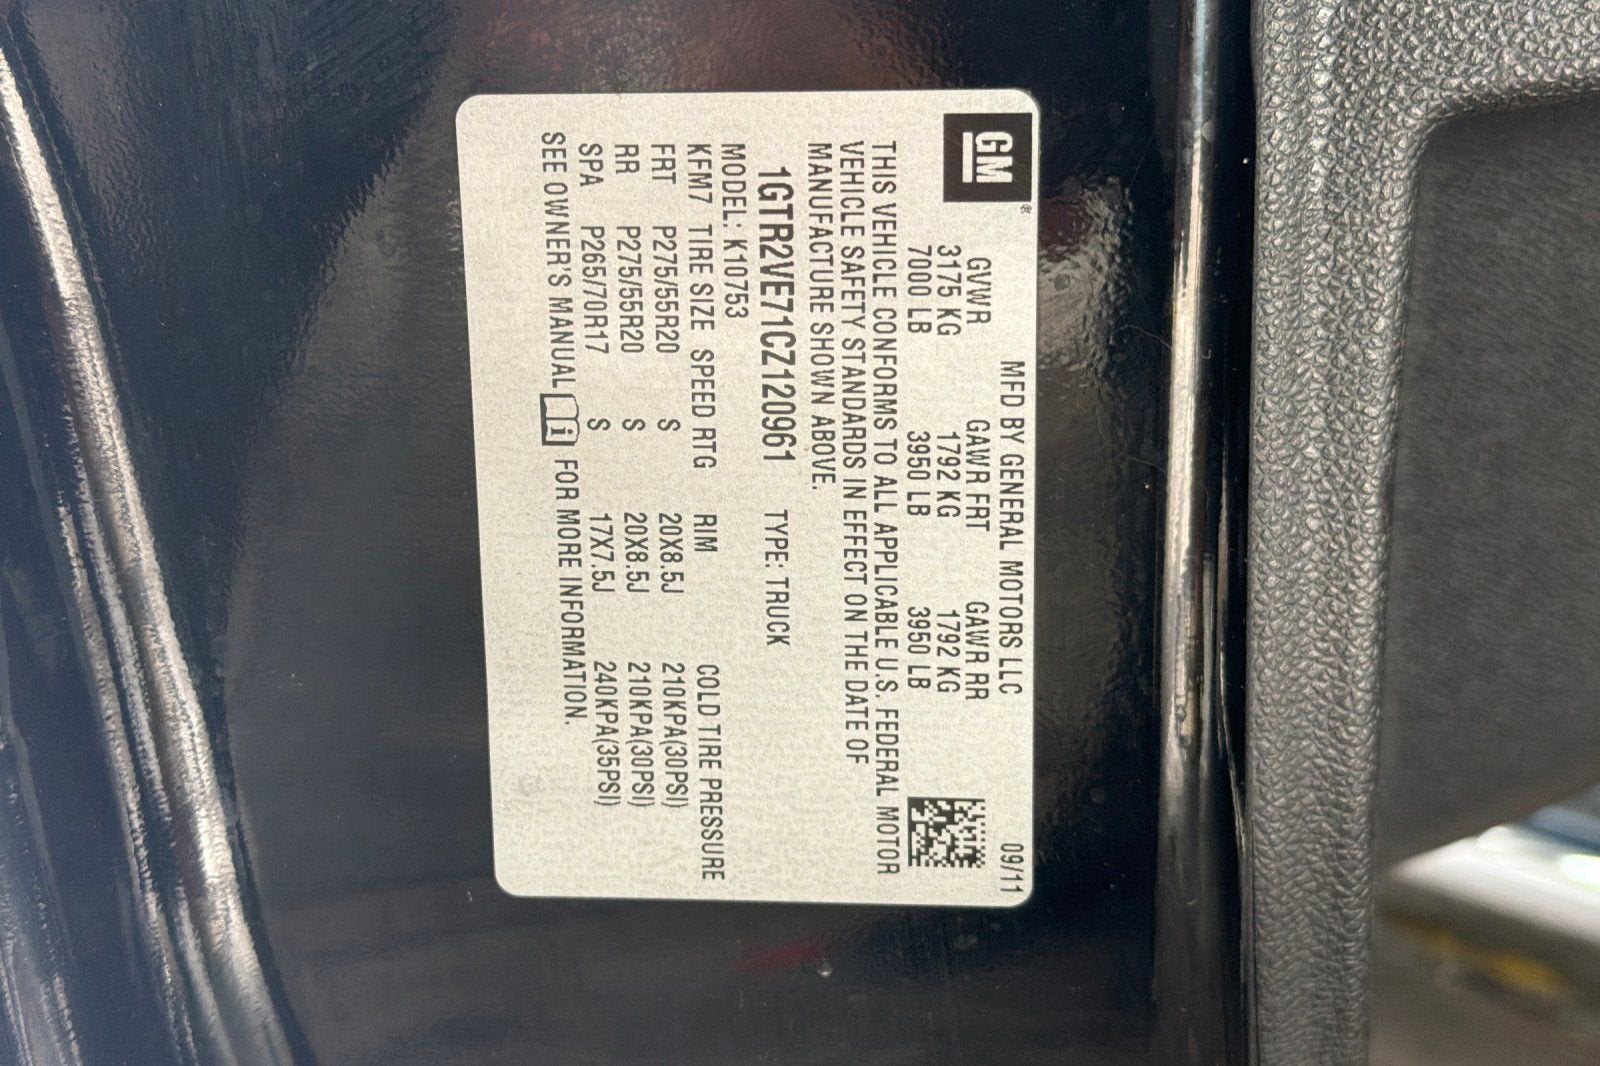 GM®
MFD BY GENERAL MOTORS LLC 09/11
GVWR GAWR FRT GAWR RR
3175 KG 1792 KG 1792 KG
7000 LB 3950 LB 3950 LB
THIS VEHICLE CONFORMS TO ALL APPLICABLE U.S. FEDERAL MOTOR
VEHICLE SAFETY STANDARDS IN EFFECT ON THE DATE OF
MANUFACTURE SHOWN ABOVE.
1GTR2VE71CZ120961 TYPE: TRUCK
MODEL: K10753
KFM7 TIRE SIZE SPEED RTG RIM COLD TIRE PRESSURE
FRT P275/55R20 S 20X8.5J 210KPA(30PSI)
RR P275/55R20 S 20X8.5J 210KPA(30PSI)
SPA P265/70R17 S 17X7.5J 240KPA(35PSI)
SEE OWNER'S MANUAL i FOR MORE INFORMATION.